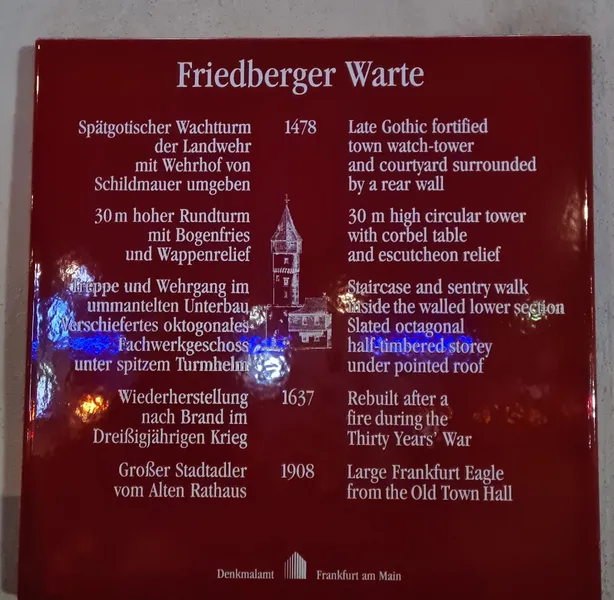 Friedberger Warte
Spätgotischer Wachtturm
der Landwehr
mit Wehrhof von
Schildmauer umgeben
1478
Late Gothic fortified
town watch-tower
and courtyard surrounded
by a rear wall
30 m hoher Rundturm
mit Bogenfries
und Wappenrelief
30 m high circular tower
with corbel table
and escutcheon relief
Treppe und Wehrgang im
ummantelten Unterbau
Verschiefertes oktogonales
Fachwerkgeschoss
unter spitzem Turmhelm
Staircase and sentry walk
inside the walled lower section
Slated octagonal
half-timbered storey
under pointed roof
Wiederherstellung
nach Brand im
Dreißigjährigen Krieg
1637
Rebuilt after a
fire during the
Thirty Years' War
Großer Stadtadler
vom Alten Rathaus
1908
Large Frankfurt Eagle
from the Old Town Hall
Denkmalamt Frankfurt am Main